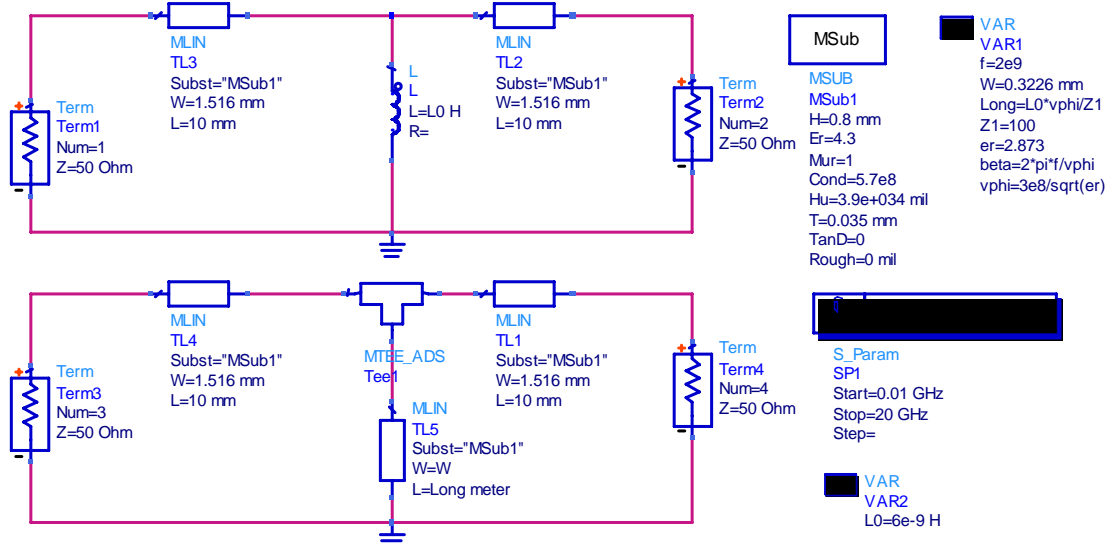 MLIN
TL3
Subst="MSub1"
W=1.516 mm
L=10 mm
L
L
L=L0 H
R=
MLIN
TL2
Subst="MSub1"
W=1.516 mm
L=10 mm
Term
Term1
Num=1
Z=50 Ohm
Term
Term2
Num=2
Z=50 Ohm
MSub
MSUB
MSub1
H=0.8 mm
Er=4.3
Mur=1
Cond=5.7e8
Hu=3.9e+034 mil
T=0.035 mm
TanD=0
Rough=0 mil
VAR
VAR1
f=2e9
W=0.3226 mm
Long=L0*vphi/Z1
Z1=100
er=2.873
beta=2*pi*f/vphi
vphi=3e8/sqrt(er)
MLIN
TL4
Subst="MSub1"
W=1.516 mm
L=10 mm
MTEE_ADS
Tee1
MLIN
TL1
Subst="MSub1"
W=1.516 mm
L=10 mm
Term
Term3
Num=3
Z=50 Ohm
MLIN
TL5
Subst="MSub1"
W=W
L=Long meter
Term
Term4
Num=4
Z=50 Ohm
S_Param
SP1
Start=0.01 GHz
Stop=20 GHz
Step=
VAR
VAR2
L0=6e-9 H